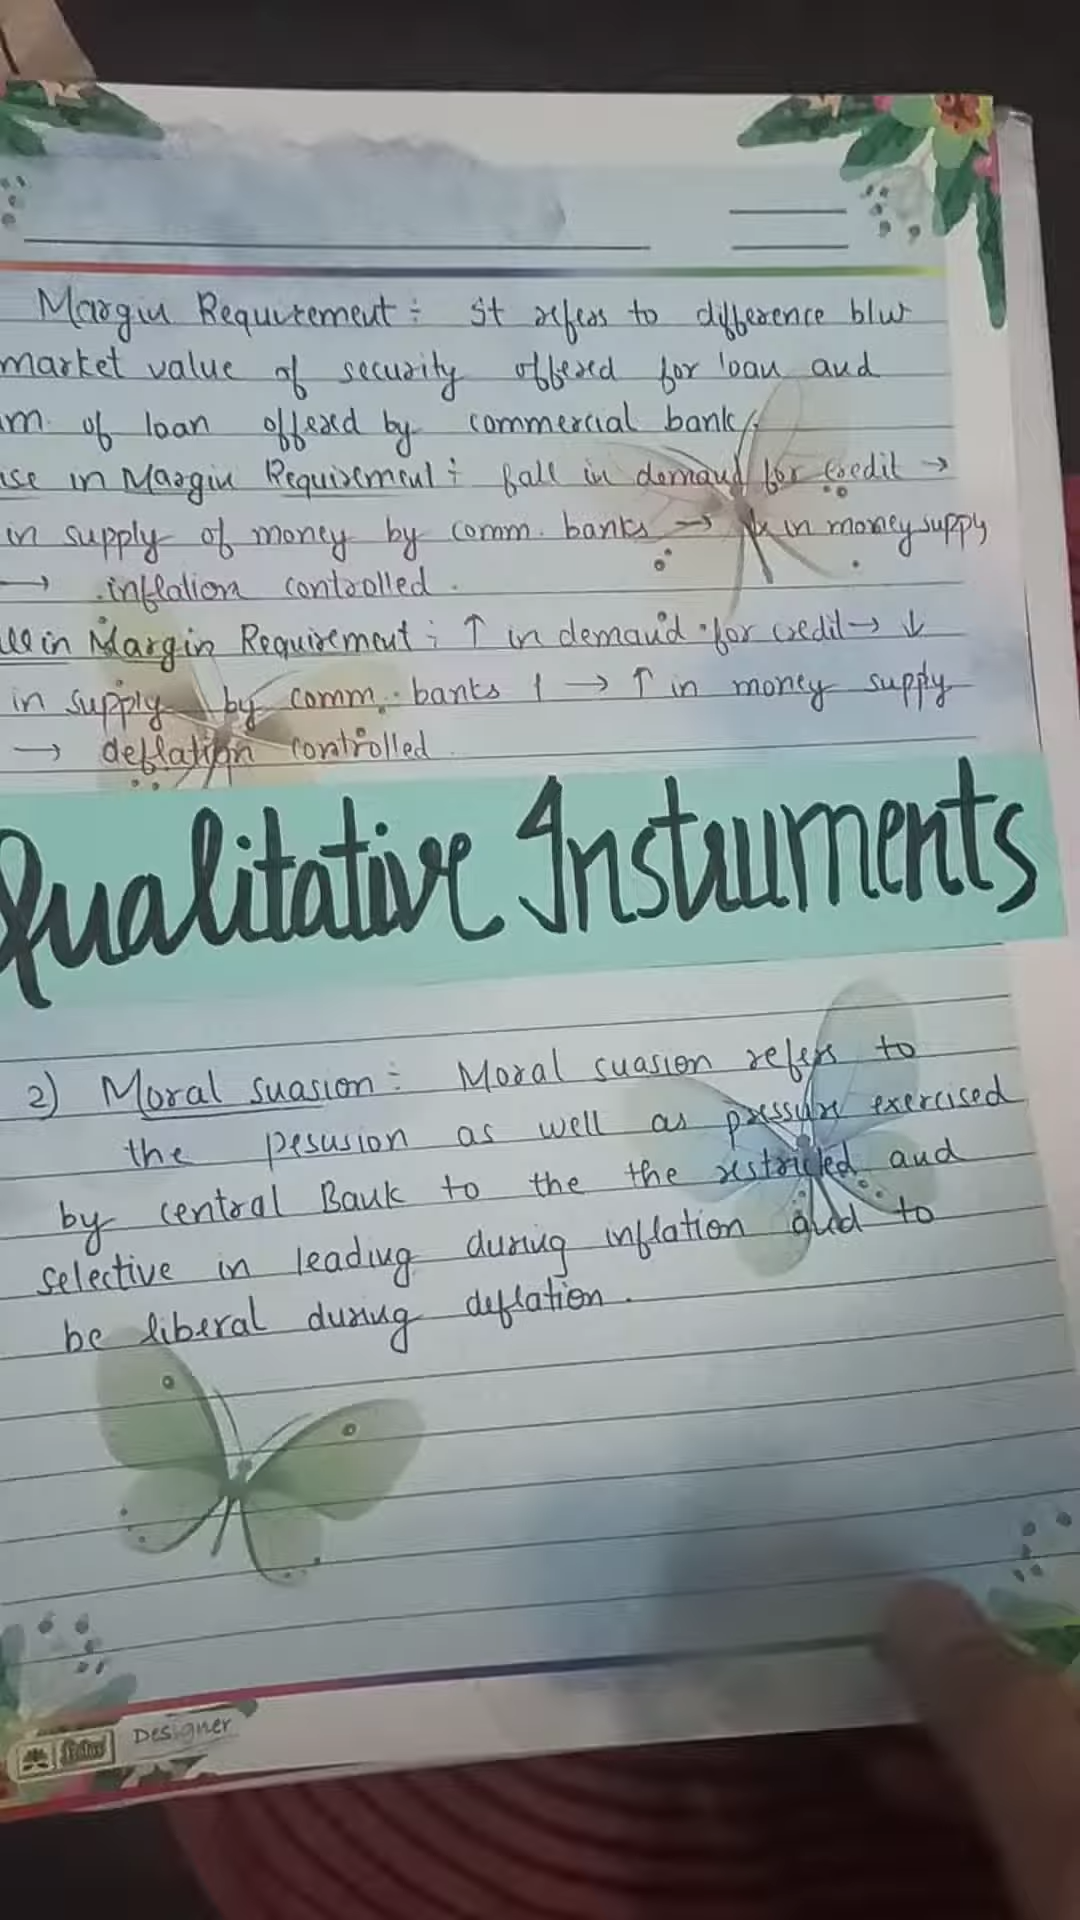 Margin Requirement : It refers to difference b/w
market value of security offered for loan and
of loan offered by commercial bank.
in Margin Requirement : fall in demand for credit →
in supply of money by comm. banks → ↓ in money supply
→ inflation controlled.
in Margin Requirement : ↑ in demand for credit → ↓
in supply by comm. banks ↑ → ↑ in money supply
→ deflation controlled.
Qualitative Instruments
2) Moral suasion : Moral suasion refers to
the pesusion as well as pressure exercised
by central Bank to the the restricted and
selective in leading during inflation and to
be liberal during deflation.
Designer